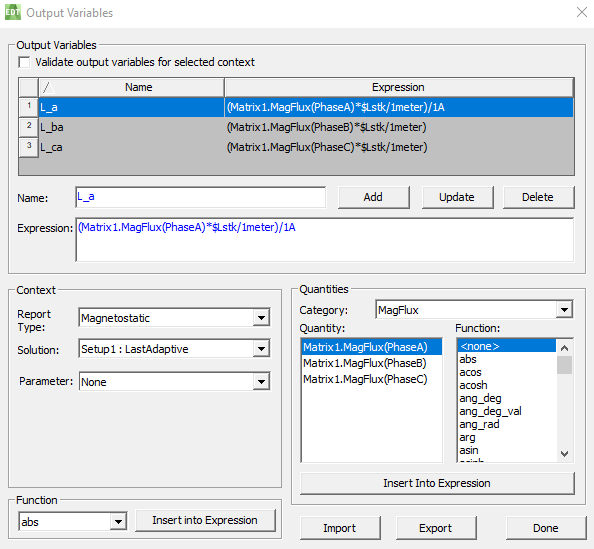 EDT Output Variables
Output Variables
Validate output variables for selected context
/ Name Expression
1 L_a (Matrix1.MagFlux(PhaseA)*$Lstk/1meter)/1A
2 L_ba (Matrix1.MagFlux(PhaseB)*$Lstk/1meter)
3 L_ca (Matrix1.MagFlux(PhaseC)*$Lstk/1meter)
Name: L_a Add Update Delete
Expression: (Matrix1.MagFlux(PhaseA)*$Lstk/1meter)/1A
Context
Report
Type: Magnetostatic
Solution: Setup1 : LastAdaptive
Parameter: None
Quantities
Category: MagFlux
Quantity: Function:
Matrix1.MagFlux(PhaseA) <none>
Matrix1.MagFlux(PhaseB) abs
Matrix1.MagFlux(PhaseC) acos
acosh
ang_deg
ang_deg_val
ang_rad
arg
asin
asinh
Insert Into Expression
Function
abs Insert into Expression
Import Export Done